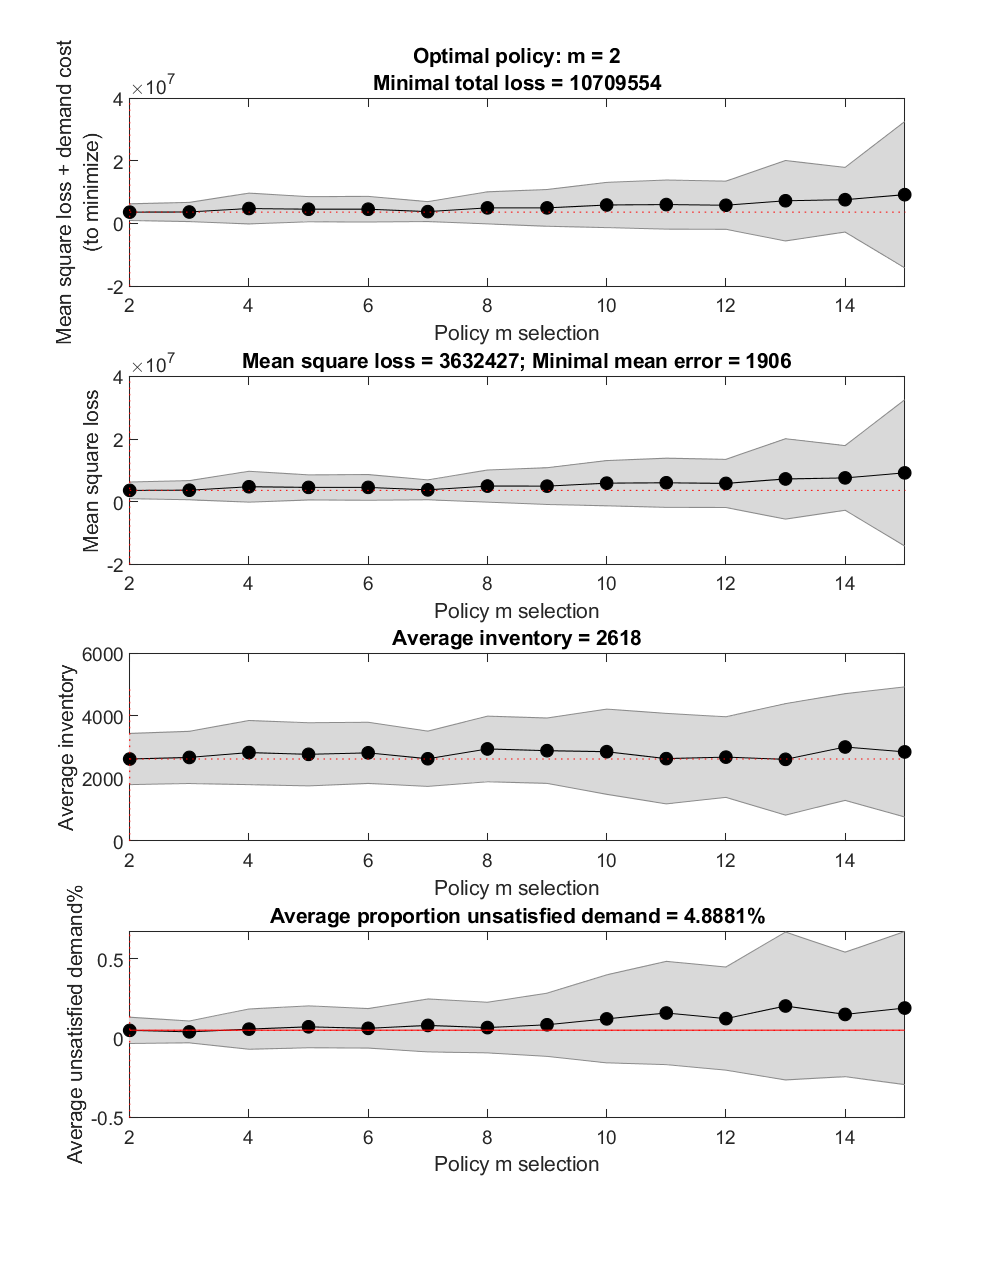 Optimal policy: m = 2
Minimal total loss = 10709554
×10⁷
Mean square loss + demand cost
(to minimize)
4
2
0
-2
2 4 6 8 10 12 14
Policy m selection
Mean square loss = 3632427; Minimal mean error = 1906
×10⁷
Mean square loss
4
2
0
-2
2 4 6 8 10 12 14
Policy m selection
Average inventory = 2618
Average inventory
6000
4000
2000
0
2 4 6 8 10 12 14
Policy m selection
Average proportion unsatisfied demand = 4.8881%
Average unsatisfied demand%
0.5
0
-0.5
2 4 6 8 10 12 14
Policy m selection